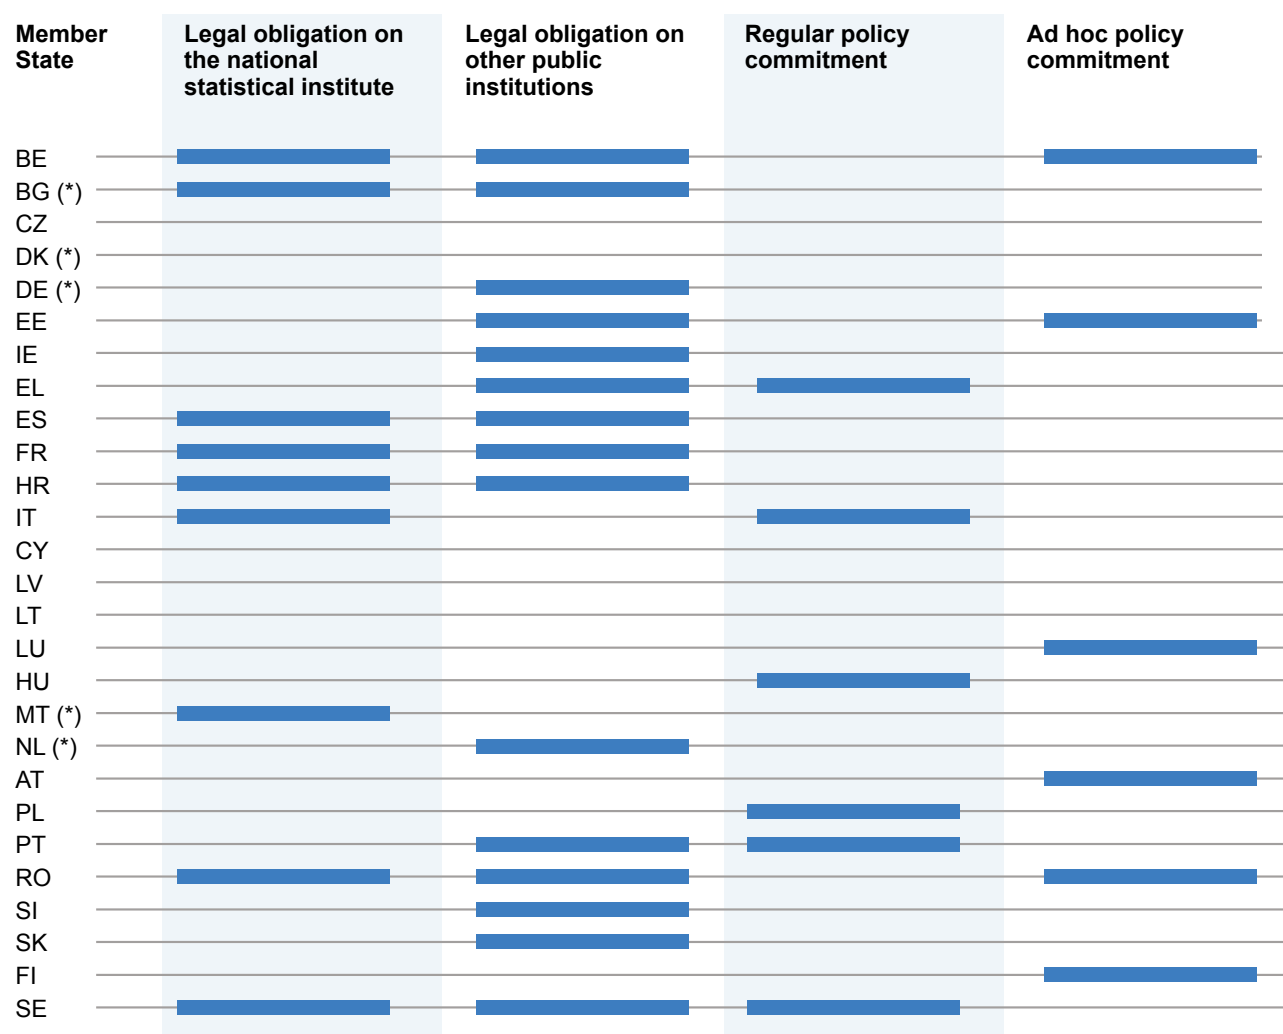 Member
State
Legal obligation on
the national
statistical institute
Legal obligation on
other public
institutions
Regular policy
commitment
Ad hoc policy
commitment
BE
BG (*)
CZ
DK (*)
DE (*)
EE
IE
EL
ES
FR
HR
IT
CY
LV
LT
LU
HU
MT (*)
NL (*)
AT
PL
PT
RO
SI
SK
FI
SE